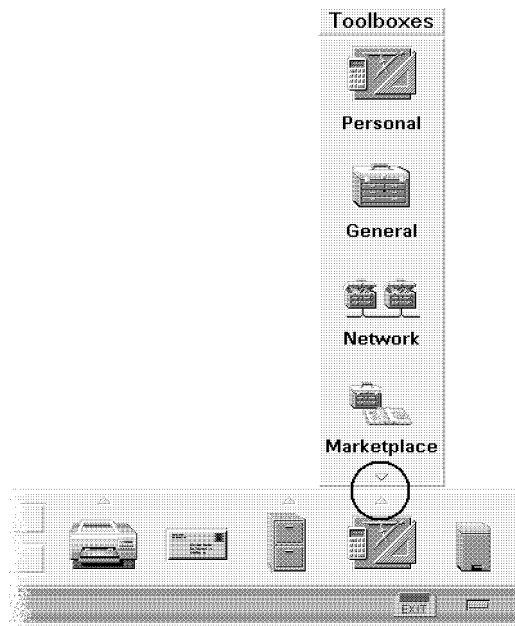 Toolboxes
Personal
General
Network
Marketplace
EXIT